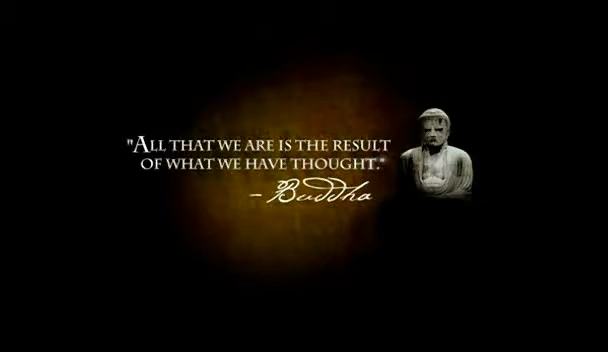 "All that we are is the result
of what we have thought."
- Buddha